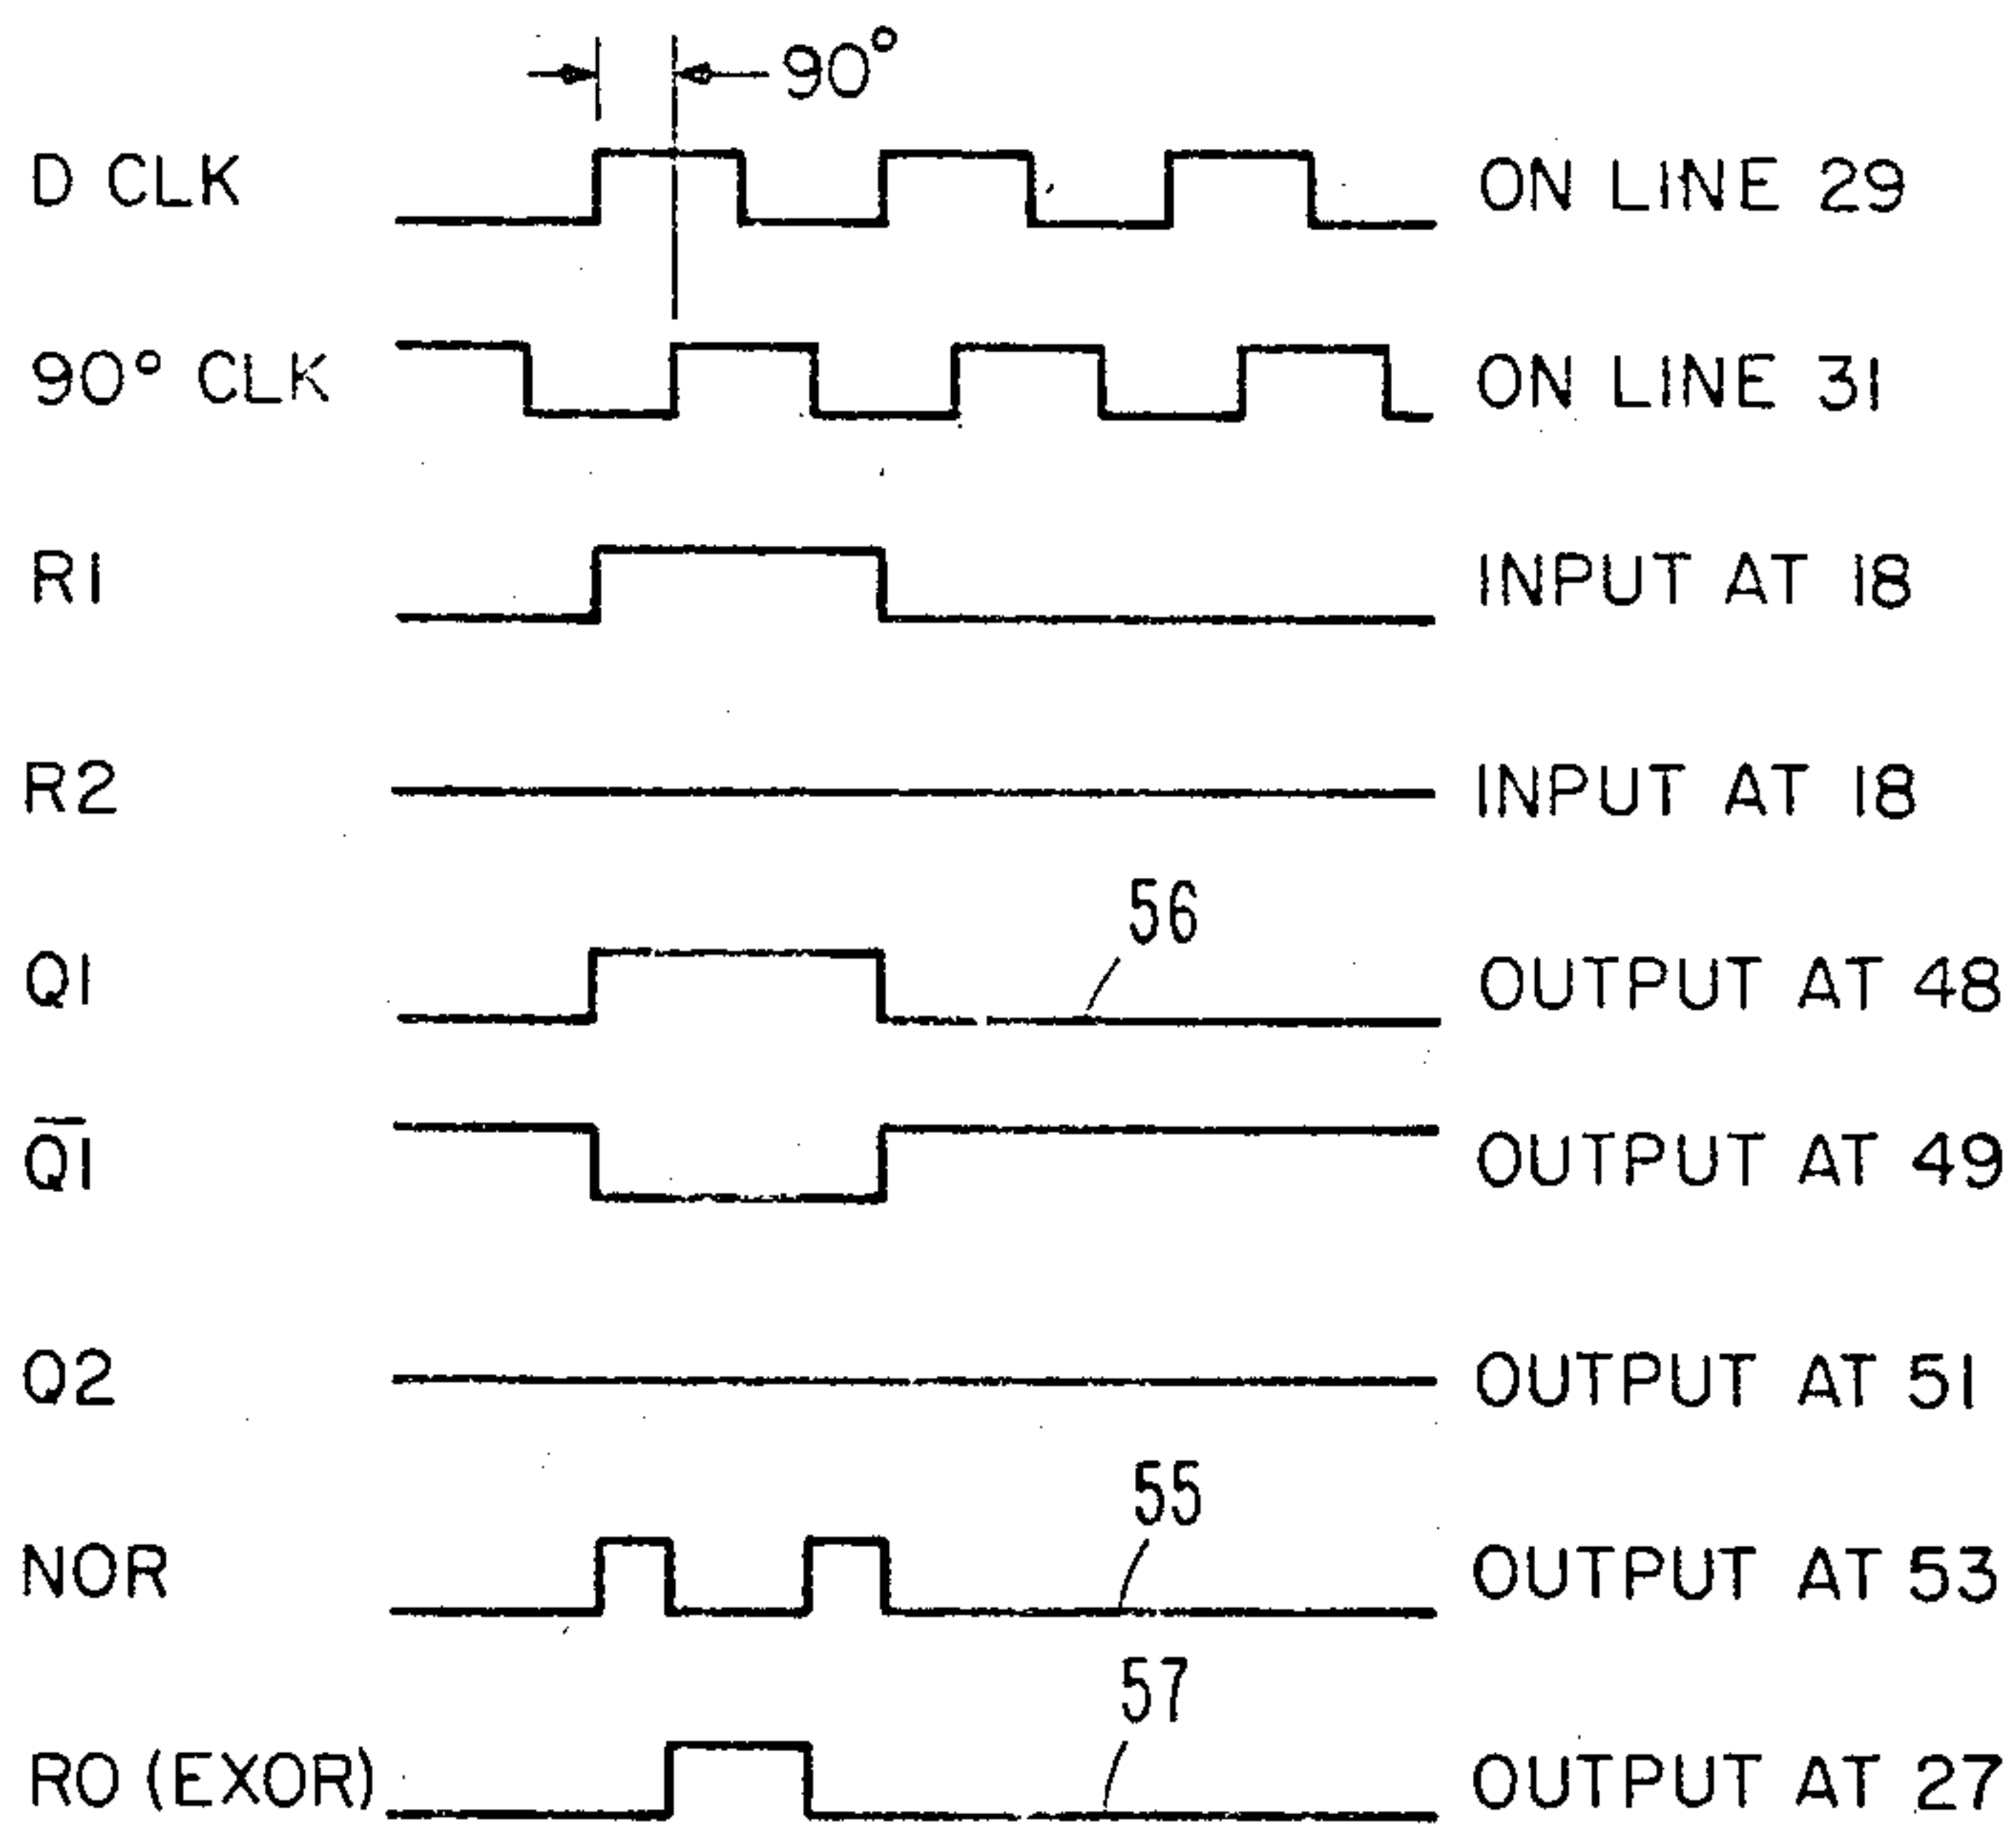 90°
D CLK ON LINE 29
90° CLK ON LINE 31
R1 INPUT AT 18
R2 INPUT AT 18
56
Q1 OUTPUT AT 48
Q̅1̅ OUTPUT AT 49
Q2 OUTPUT AT 51
55
NOR OUTPUT AT 53
57
RO (EXOR) OUTPUT AT 27